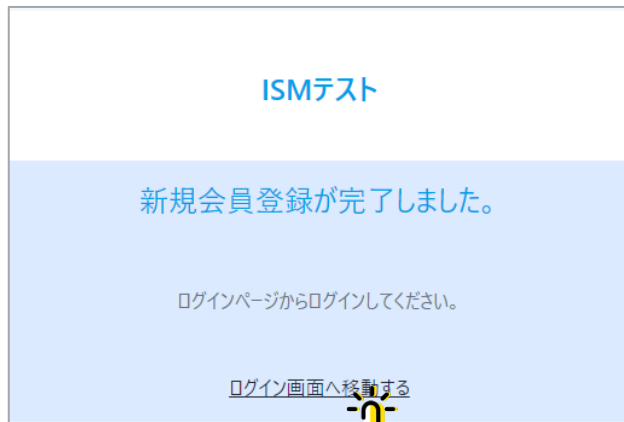 ISMテスト
新規会員登録が完了しました。
ログインページからログインしてください。
ログイン画面へ移動する